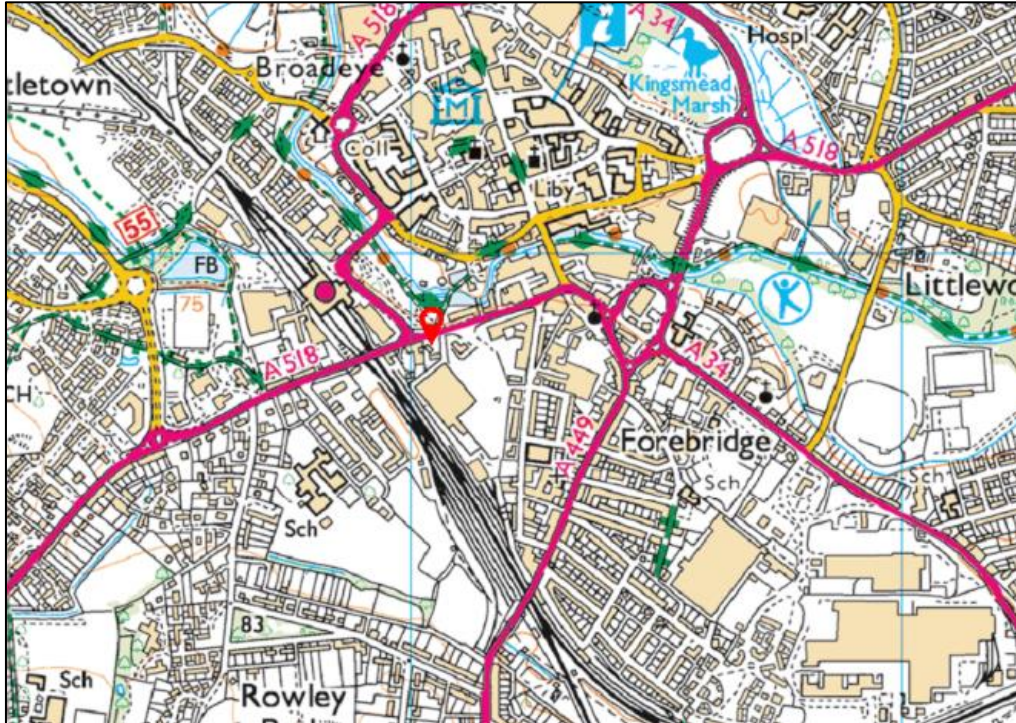 A 518
A 34
Hospl
Broadeye
Kingsmead
Marsh
letown
M
Coll
A 518
Liby
55
FB
75
Littlewo
A 518
A 34
CH
A 449
Forebridge
Sch
Sch
Sch
83
Sch
Rowley